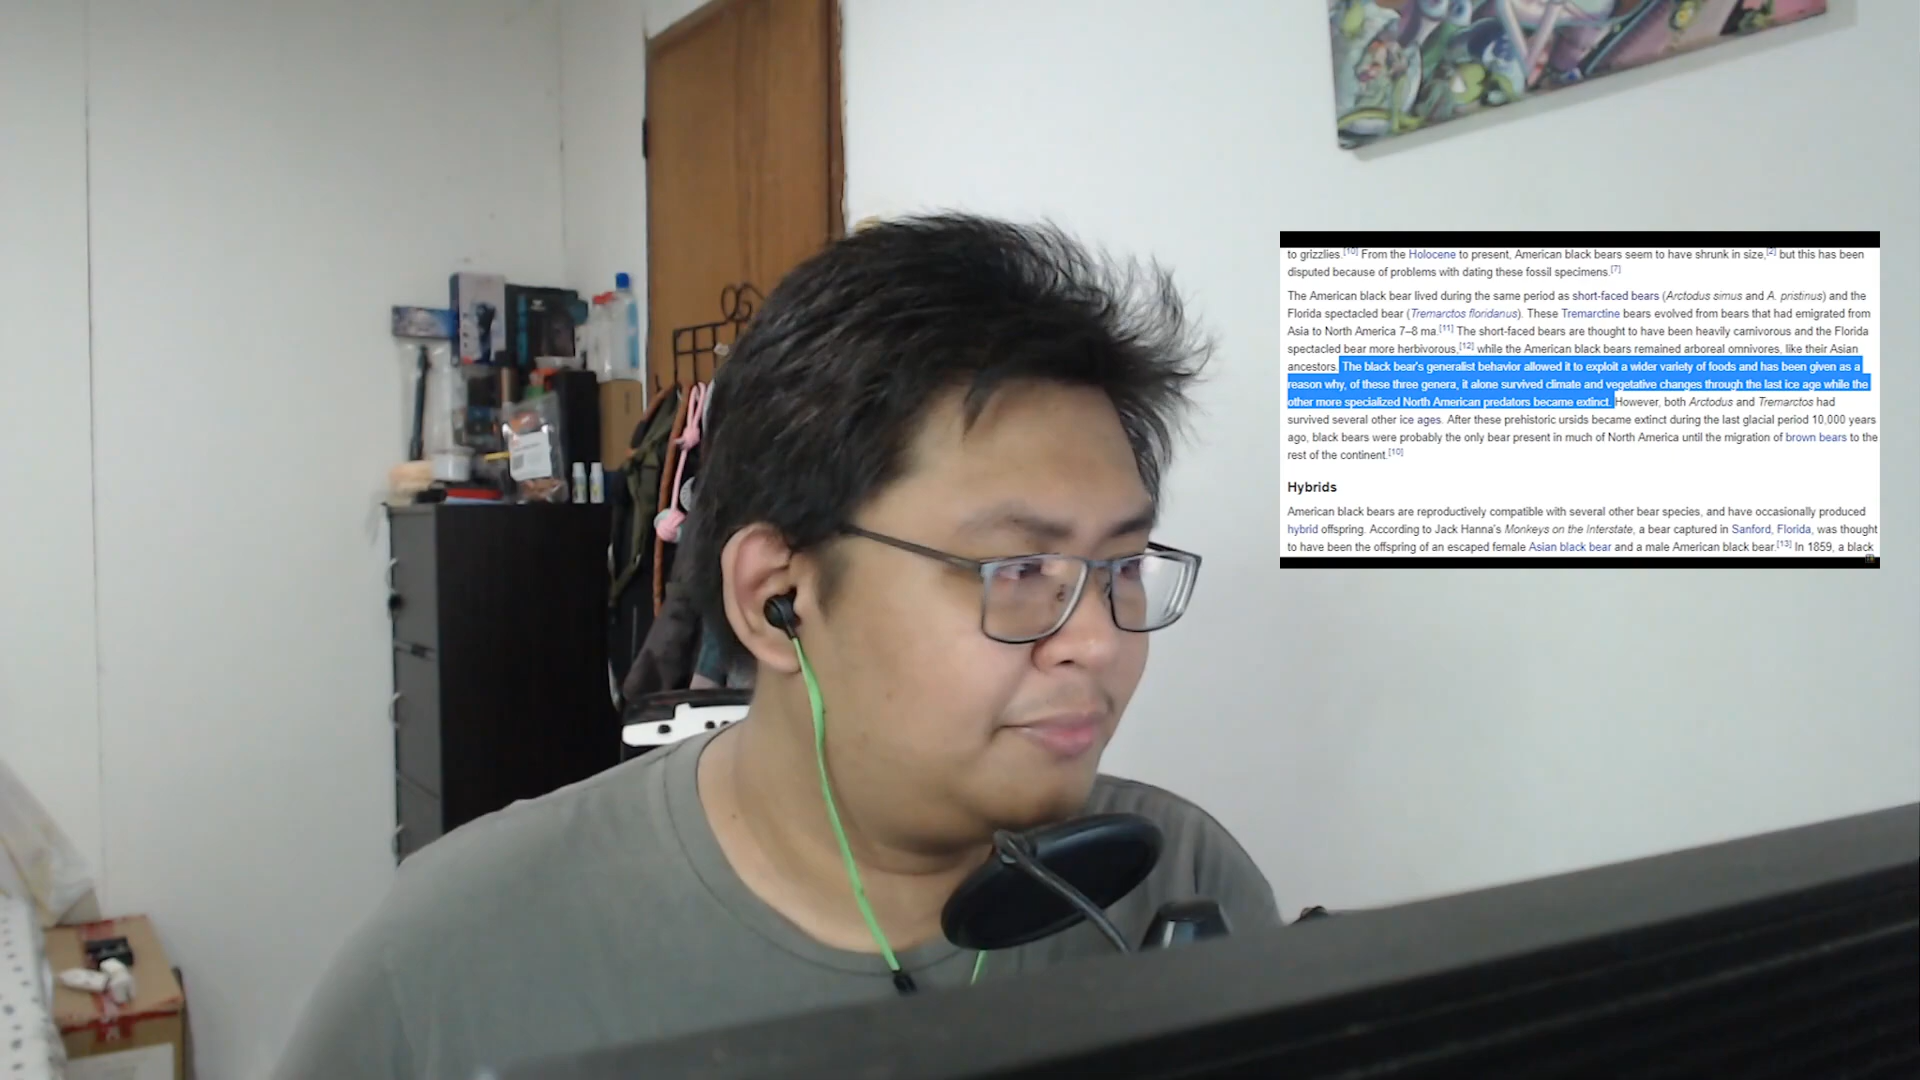 to grizzlies.[10] From the Holocene to present, American black bears seem to have shrunk in size,[2] but this has been
disputed because of problems with dating these fossil specimens.[7]
The American black bear lived during the same period as short-faced bears (Arctodus simus and A. pristinus) and the
Florida spectacled bear (Tremarctos floridanus). These Tremarctine bears evolved from bears that had emigrated from
Asia to North America 7–8 ma.[11] The short-faced bears are thought to have been heavily carnivorous and the Florida
spectacled bear more herbivorous,[12] while the American black bears remained arboreal omnivores, like their Asian
ancestors. The black bear's generalist behavior allowed it to exploit a wider variety of foods and has been given as a
reason why, of these three genera, it alone survived climate and vegetative changes through the last ice age while the
other more specialized North American predators became extinct. However, both Arctodus and Tremarctos had
survived several other ice ages. After these prehistoric ursids became extinct during the last glacial period 10,000 years
ago, black bears were probably the only bear present in much of North America until the migration of brown bears to the
rest of the continent.[10]
Hybrids
American black bears are reproductively compatible with several other bear species, and have occasionally produced
hybrid offspring. According to Jack Hanna's Monkeys on the Interstate, a bear captured in Sanford, Florida, was thought
to have been the offspring of an escaped female Asian black bear and a male American black bear.[13] In 1859, a black